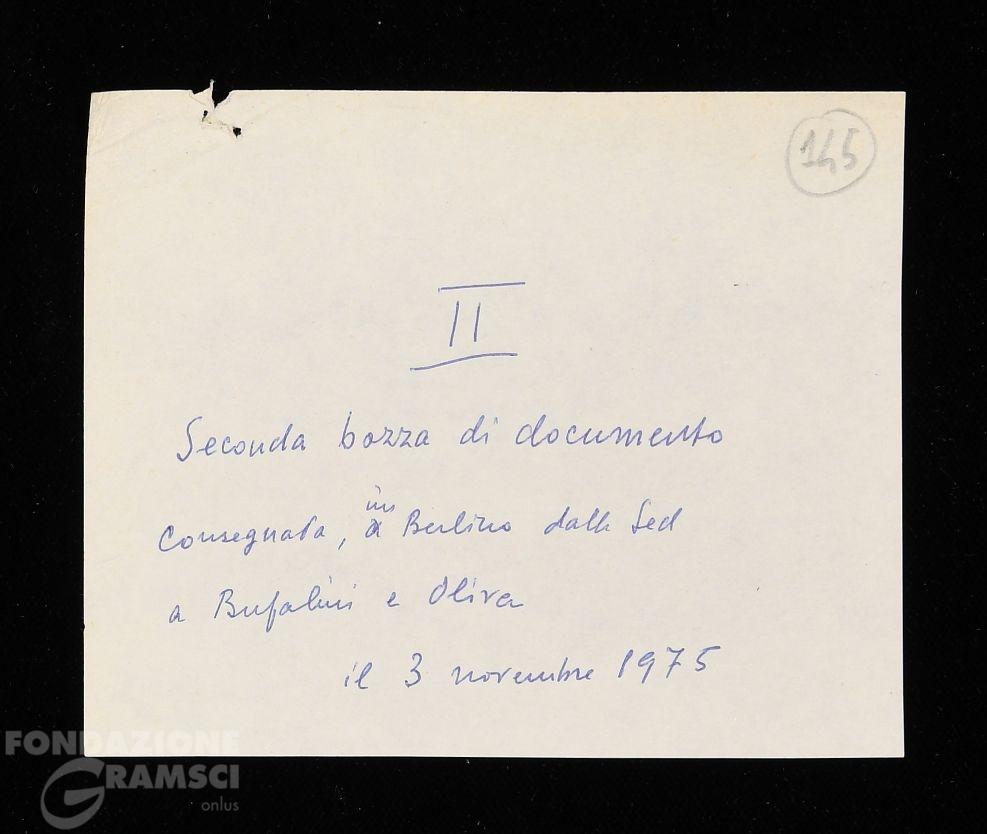 145
II
Seconda bozza di documento
consegnata, in Berlino dalla Sed
a Bufalini e Oliva
il 3 novembre 1975
FONDAZIONE
GRAMSCI
onlus